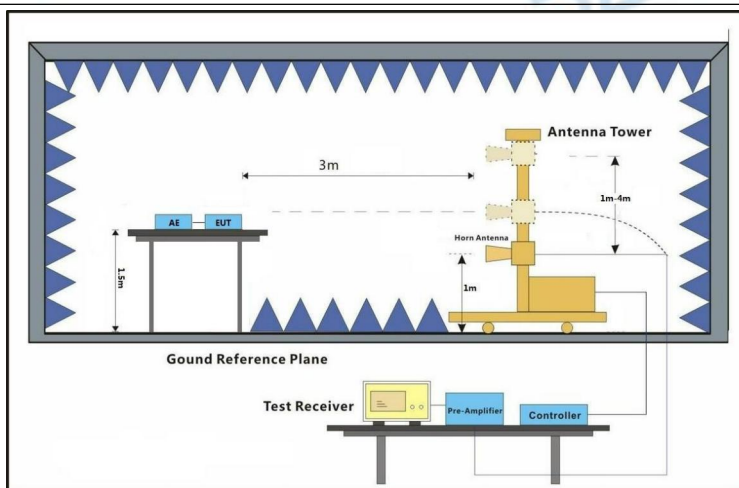 Antenna Tower
3m
1m-4m
AE
EUT
Horn Antenna
1.5m
1m
Gound Reference Plane
Test Receiver
Pre-Amplifier
Controller